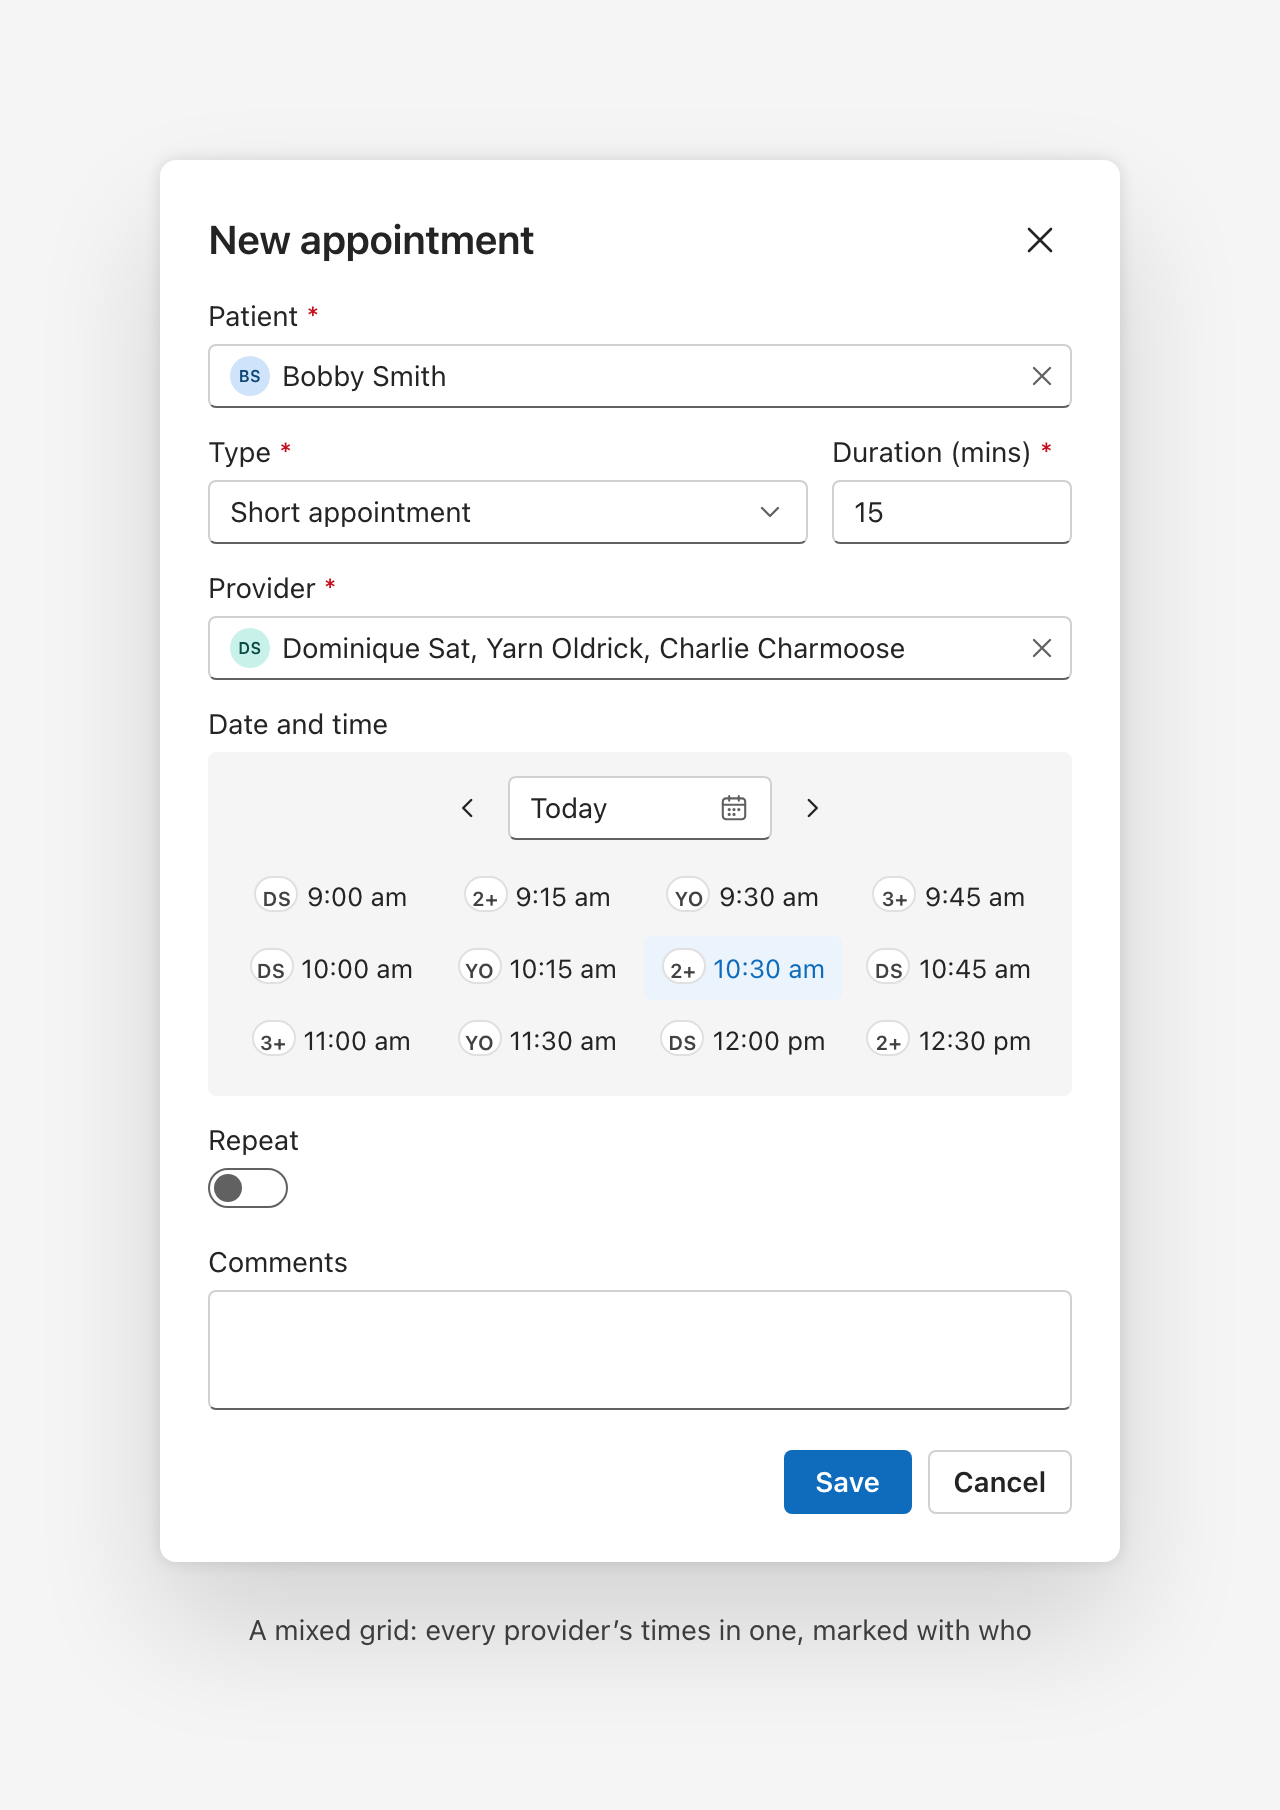 New appointment
Patient *
BS Bobby Smith
Type *
Duration (mins) *
Short appointment
15
Provider *
DS Dominique Sat, Yarn Oldrick, Charlie Charmoose
Date and time
Today
DS 9:00 am 2+ 9:15 am YO 9:30 am 3+ 9:45 am
DS 10:00 am YO 10:15 am 2+ 10:30 am DS 10:45 am
3+ 11:00 am YO 11:30 am DS 12:00 pm 2+ 12:30 pm
Repeat
Comments
Save Cancel
A mixed grid: every provider’s times in one, marked with who